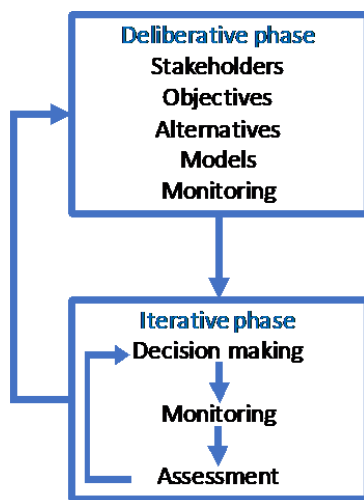 Deliberative phase
Stakeholders
Objectives
Alternatives
Models
Monitoring
Iterative phase
Decision making
Monitoring
Assessment